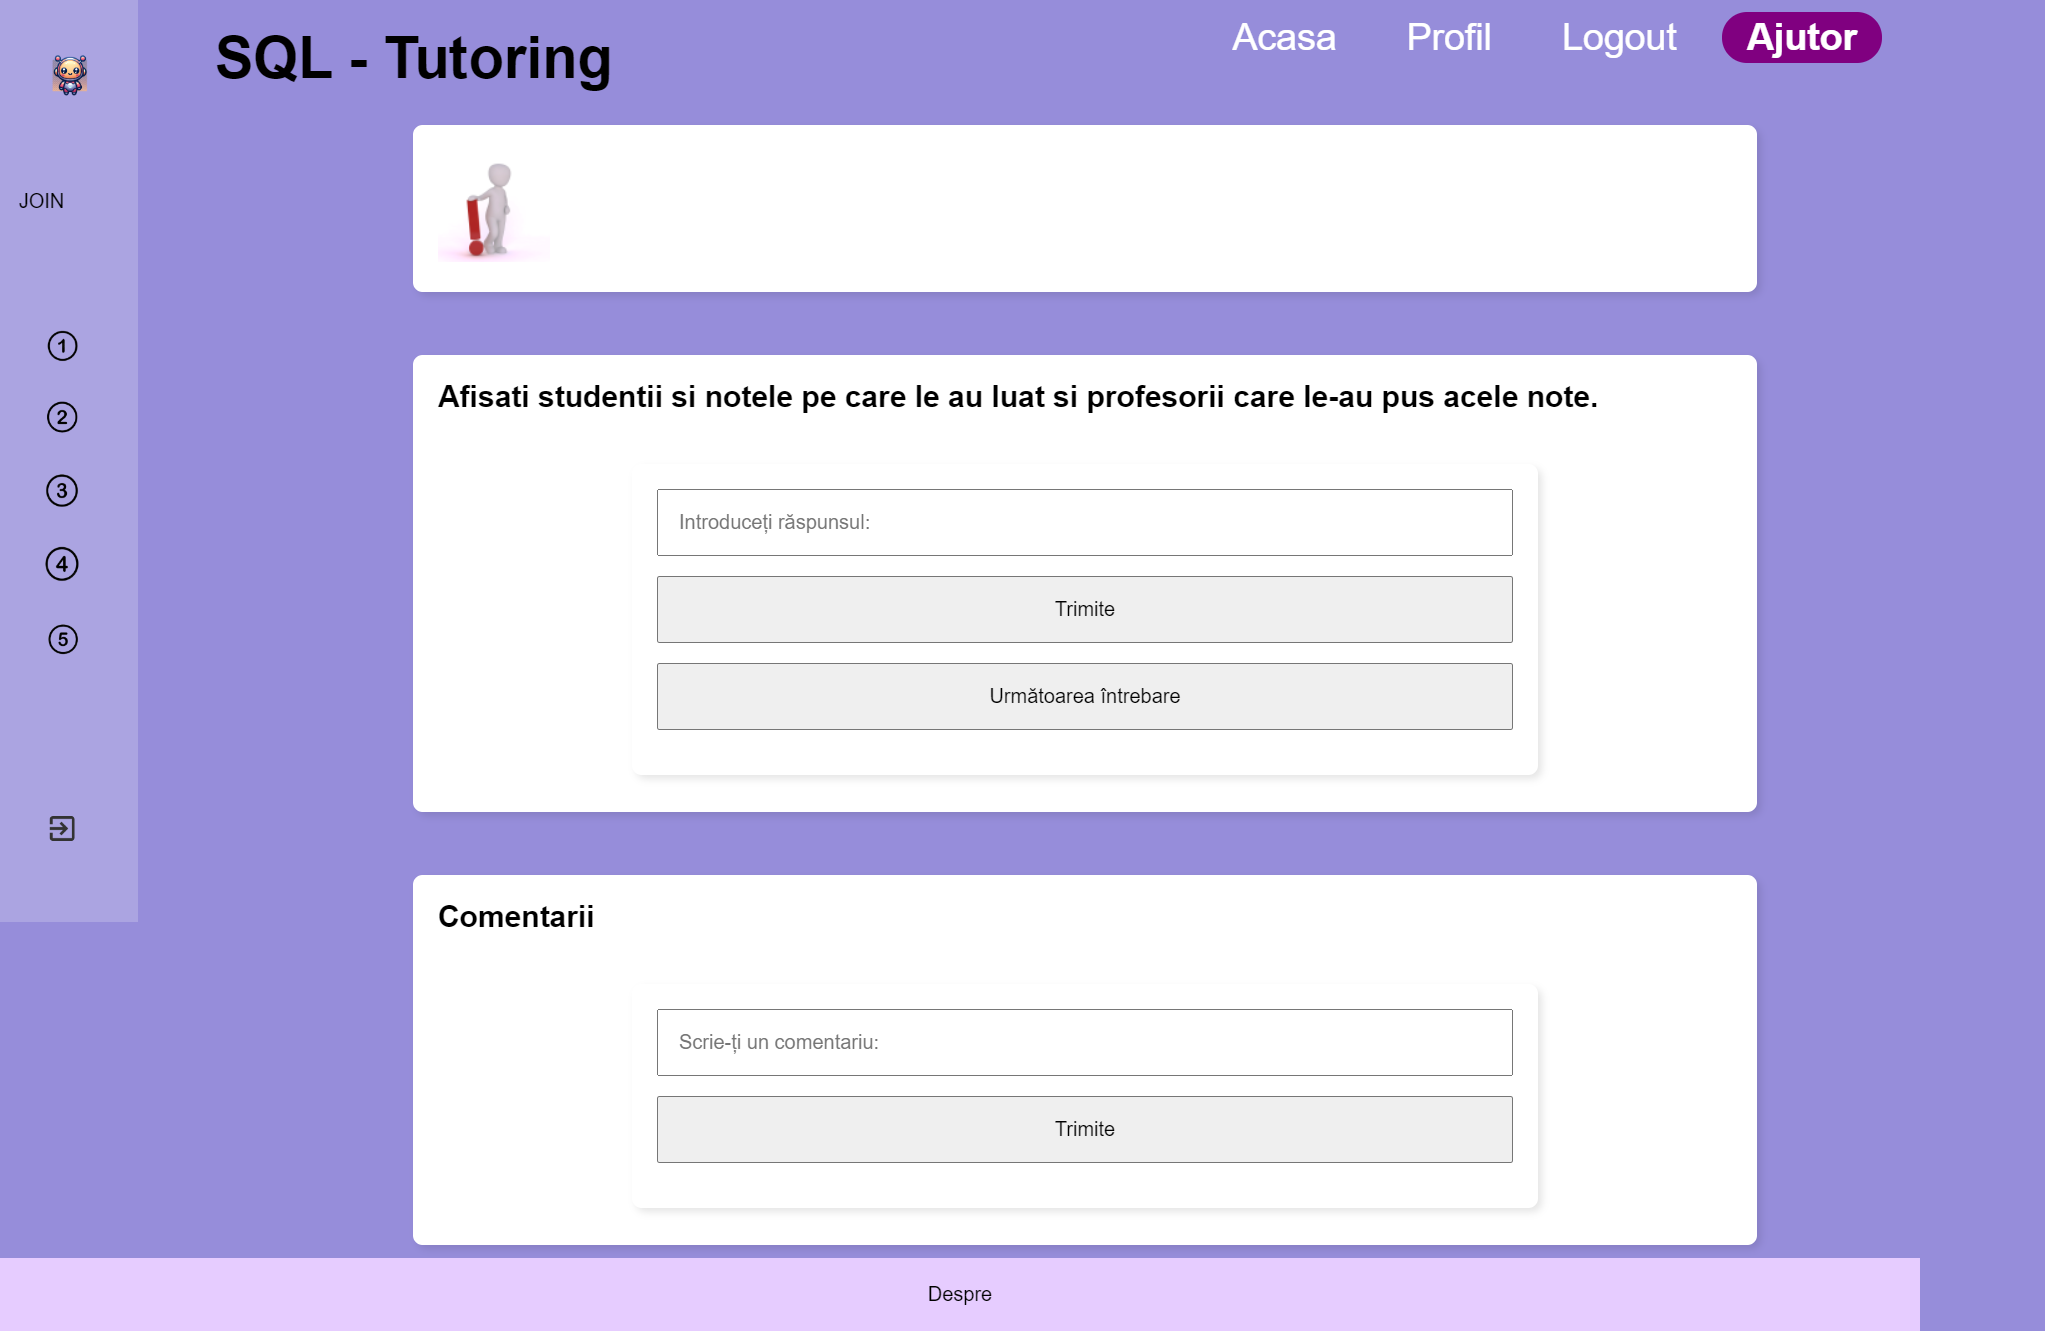 SQL - Tutoring
Acasa
Profil
Logout
Ajutor
JOIN
1
2
3
4
5
Afisati studentii si notele pe care le au luat si profesorii care le-au pus acele note.
Introduceți răspunsul:
Trimite
Următoarea întrebare
Comentarii
Scrie-ți un comentariu:
Trimite
Despre